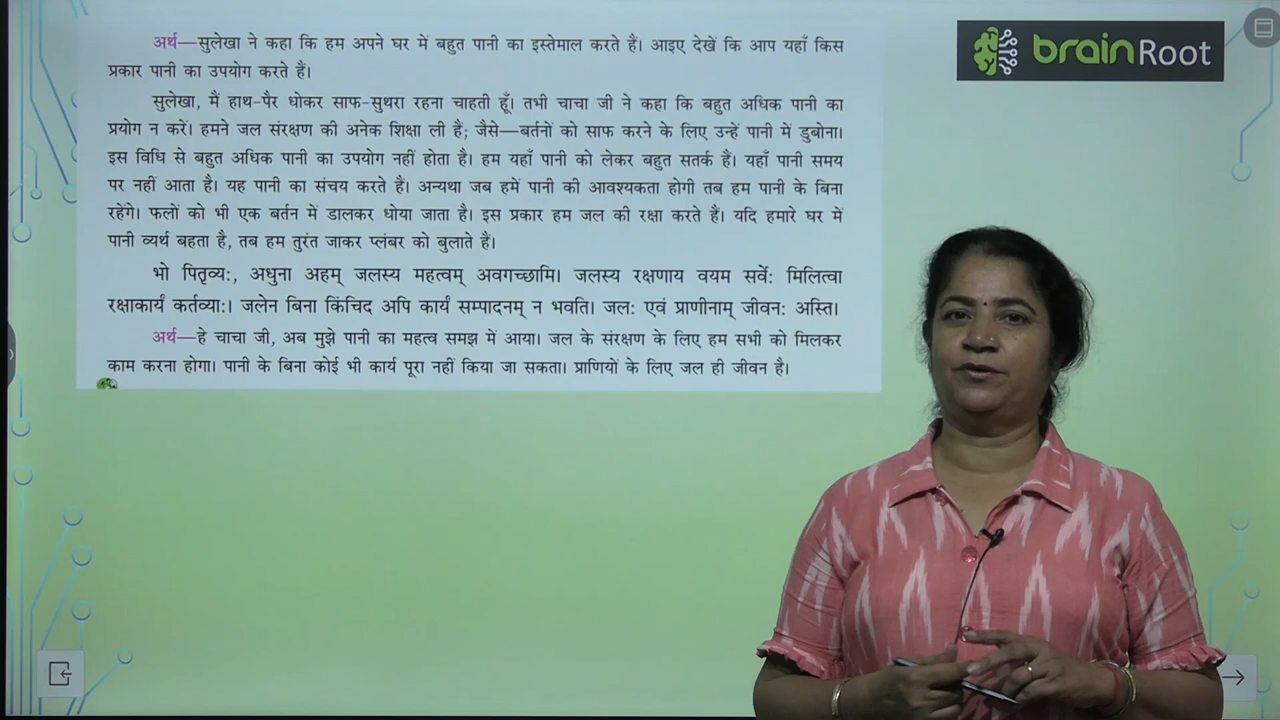 अर्थ—सुलेखा ने कहा कि हम अपने घर में बहुत पानी का इस्तेमाल करते हैं। आइए देखें कि आप यहाँ किस
प्रकार पानी का उपयोग करते हैं।
सुलेखा, मैं हाथ-पैर धोकर साफ-सुथरा रहना चाहती हूँ। तभी चाचा जी ने कहा कि बहुत अधिक पानी का
प्रयोग न करें। हमने जल संरक्षण की अनेक शिक्षा ली हैं; जैसे—बर्तनों को साफ करने के लिए उन्हें पानी में डुबोना।
इस विधि से बहुत अधिक पानी का उपयोग नहीं होता है। हम यहाँ पानी को लेकर बहुत सतर्क हैं। यहाँ पानी समय
पर नहीं आता है। यह पानी का संचय करते हैं। अन्यथा जब हमें पानी की आवश्यकता होगी तब हम पानी के बिना
रहेंगे। फलों को भी एक बर्तन में डालकर धोया जाता है। इस प्रकार हम जल की रक्षा करते हैं। यदि हमारे घर में
पानी व्यर्थ बहता है, तब हम तुरंत जाकर प्लंबर को बुलाते हैं।
भो पितृव्य:, अधुना अहम् जलस्य महत्वम् अवगच्छामि। जलस्य रक्षणाय वयम सर्वे: मिलित्वा
रक्षाकार्यं कर्तव्या:। जलेन बिना किंचिद अपि कार्यं सम्पादनम् न भवति। जल: एवं प्राणीनाम् जीवन: अस्ति।
अर्थ—हे चाचा जी, अब मुझे पानी का महत्व समझ में आया। जल के संरक्षण के लिए हम सभी को मिलकर
काम करना होगा। पानी के बिना कोई भी कार्य पूरा नहीं किया जा सकता। प्राणियों के लिए जल ही जीवन है।
brainRoot